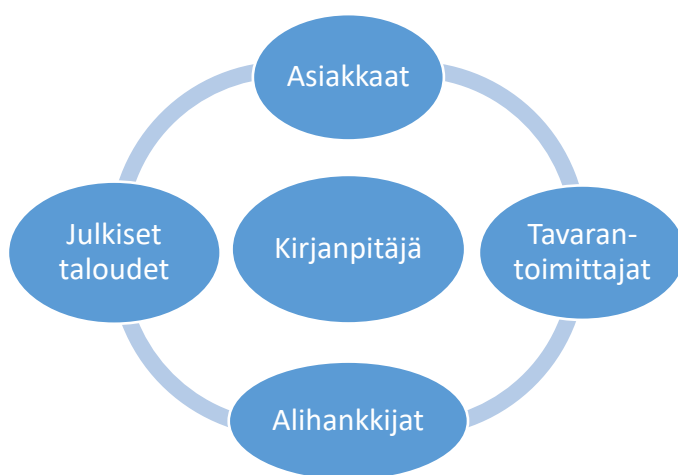 Asiakkaat
Julkiset
taloudet
Kirjanpitäjä
Tavaran-
toimittajat
Alihankkijat